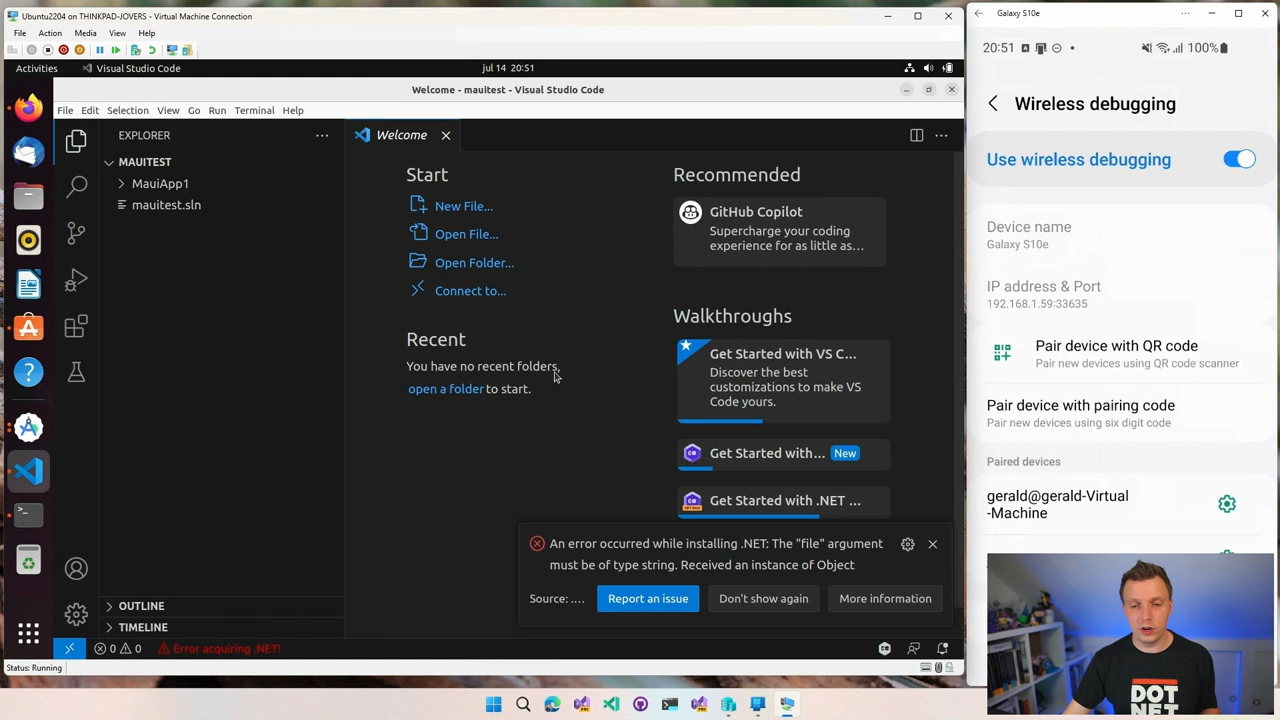 Ubuntu2204 on THINKPAD-JOVERS - Virtual Machine Connection
File Action Media View Help
Activities Visual Studio Code jul 14 20:51
Welcome - mauitest - Visual Studio Code
File Edit Selection View Go Run Terminal Help
EXPLORER
MAUITEST
MauiApp1
mauitest.sln
OUTLINE
TIMELINE
Welcome
Start
New File...
Open File...
Open Folder...
Connect to...
Recent
You have no recent folders,
open a folder to start.
Recommended
GitHub Copilot
Supercharge your coding
experience for as little as...
Walkthroughs
Get Started with VS C...
Discover the best
customizations to make VS
Code yours.
Get Started with... New
Get Started with .NET ...
An error occurred while installing .NET: The "file" argument
must be of type string. Received an instance of Object
Source: .... Report an issue Don't show again More information
0 0 Error acquiring .NET!
Status: Running
Galaxy S10e
20:51 100%
Wireless debugging
Use wireless debugging
Device name
Galaxy S10e
IP address & Port
192.168.1.59:33635
Pair device with QR code
Pair new devices using QR code scanner
Pair device with pairing code
Pair new devices using six digit code
Paired devices
gerald@gerald-Virtual
-Machine
DOT
NET